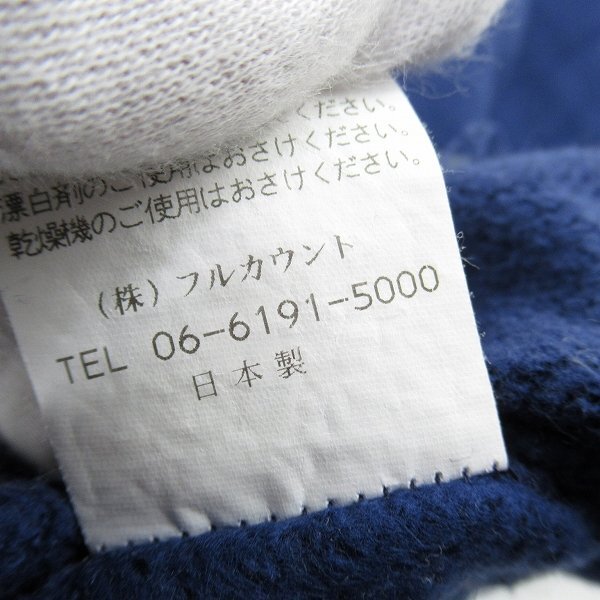 ください。
漂白剤のご使用はおさけください。
乾燥機のご使用はおさけください。
(株)フルカウント
TEL 06-6191-5000
日本製